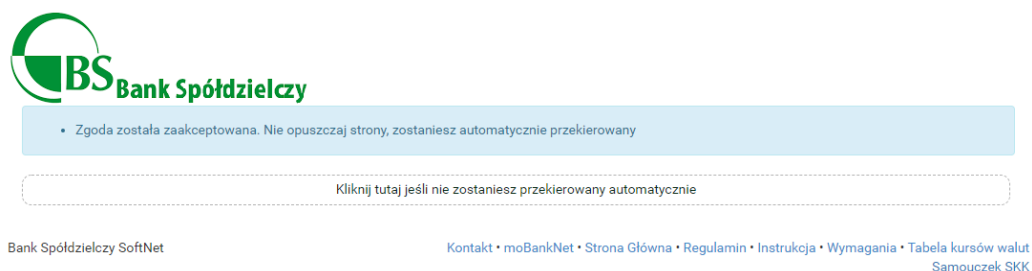 BS Bank Spółdzielczy
• Zgoda została zaakceptowana. Nie opuszczaj strony, zostaniesz automatycznie przekierowany
Kliknij tutaj jeśli nie zostaniesz przekierowany automatycznie
Bank Spółdzielczy SoftNet
Kontakt • moBankNet • Strona Główna • Regulamin • Instrukcja • Wymagania • Tabela kursów walut
Samouczek SKK